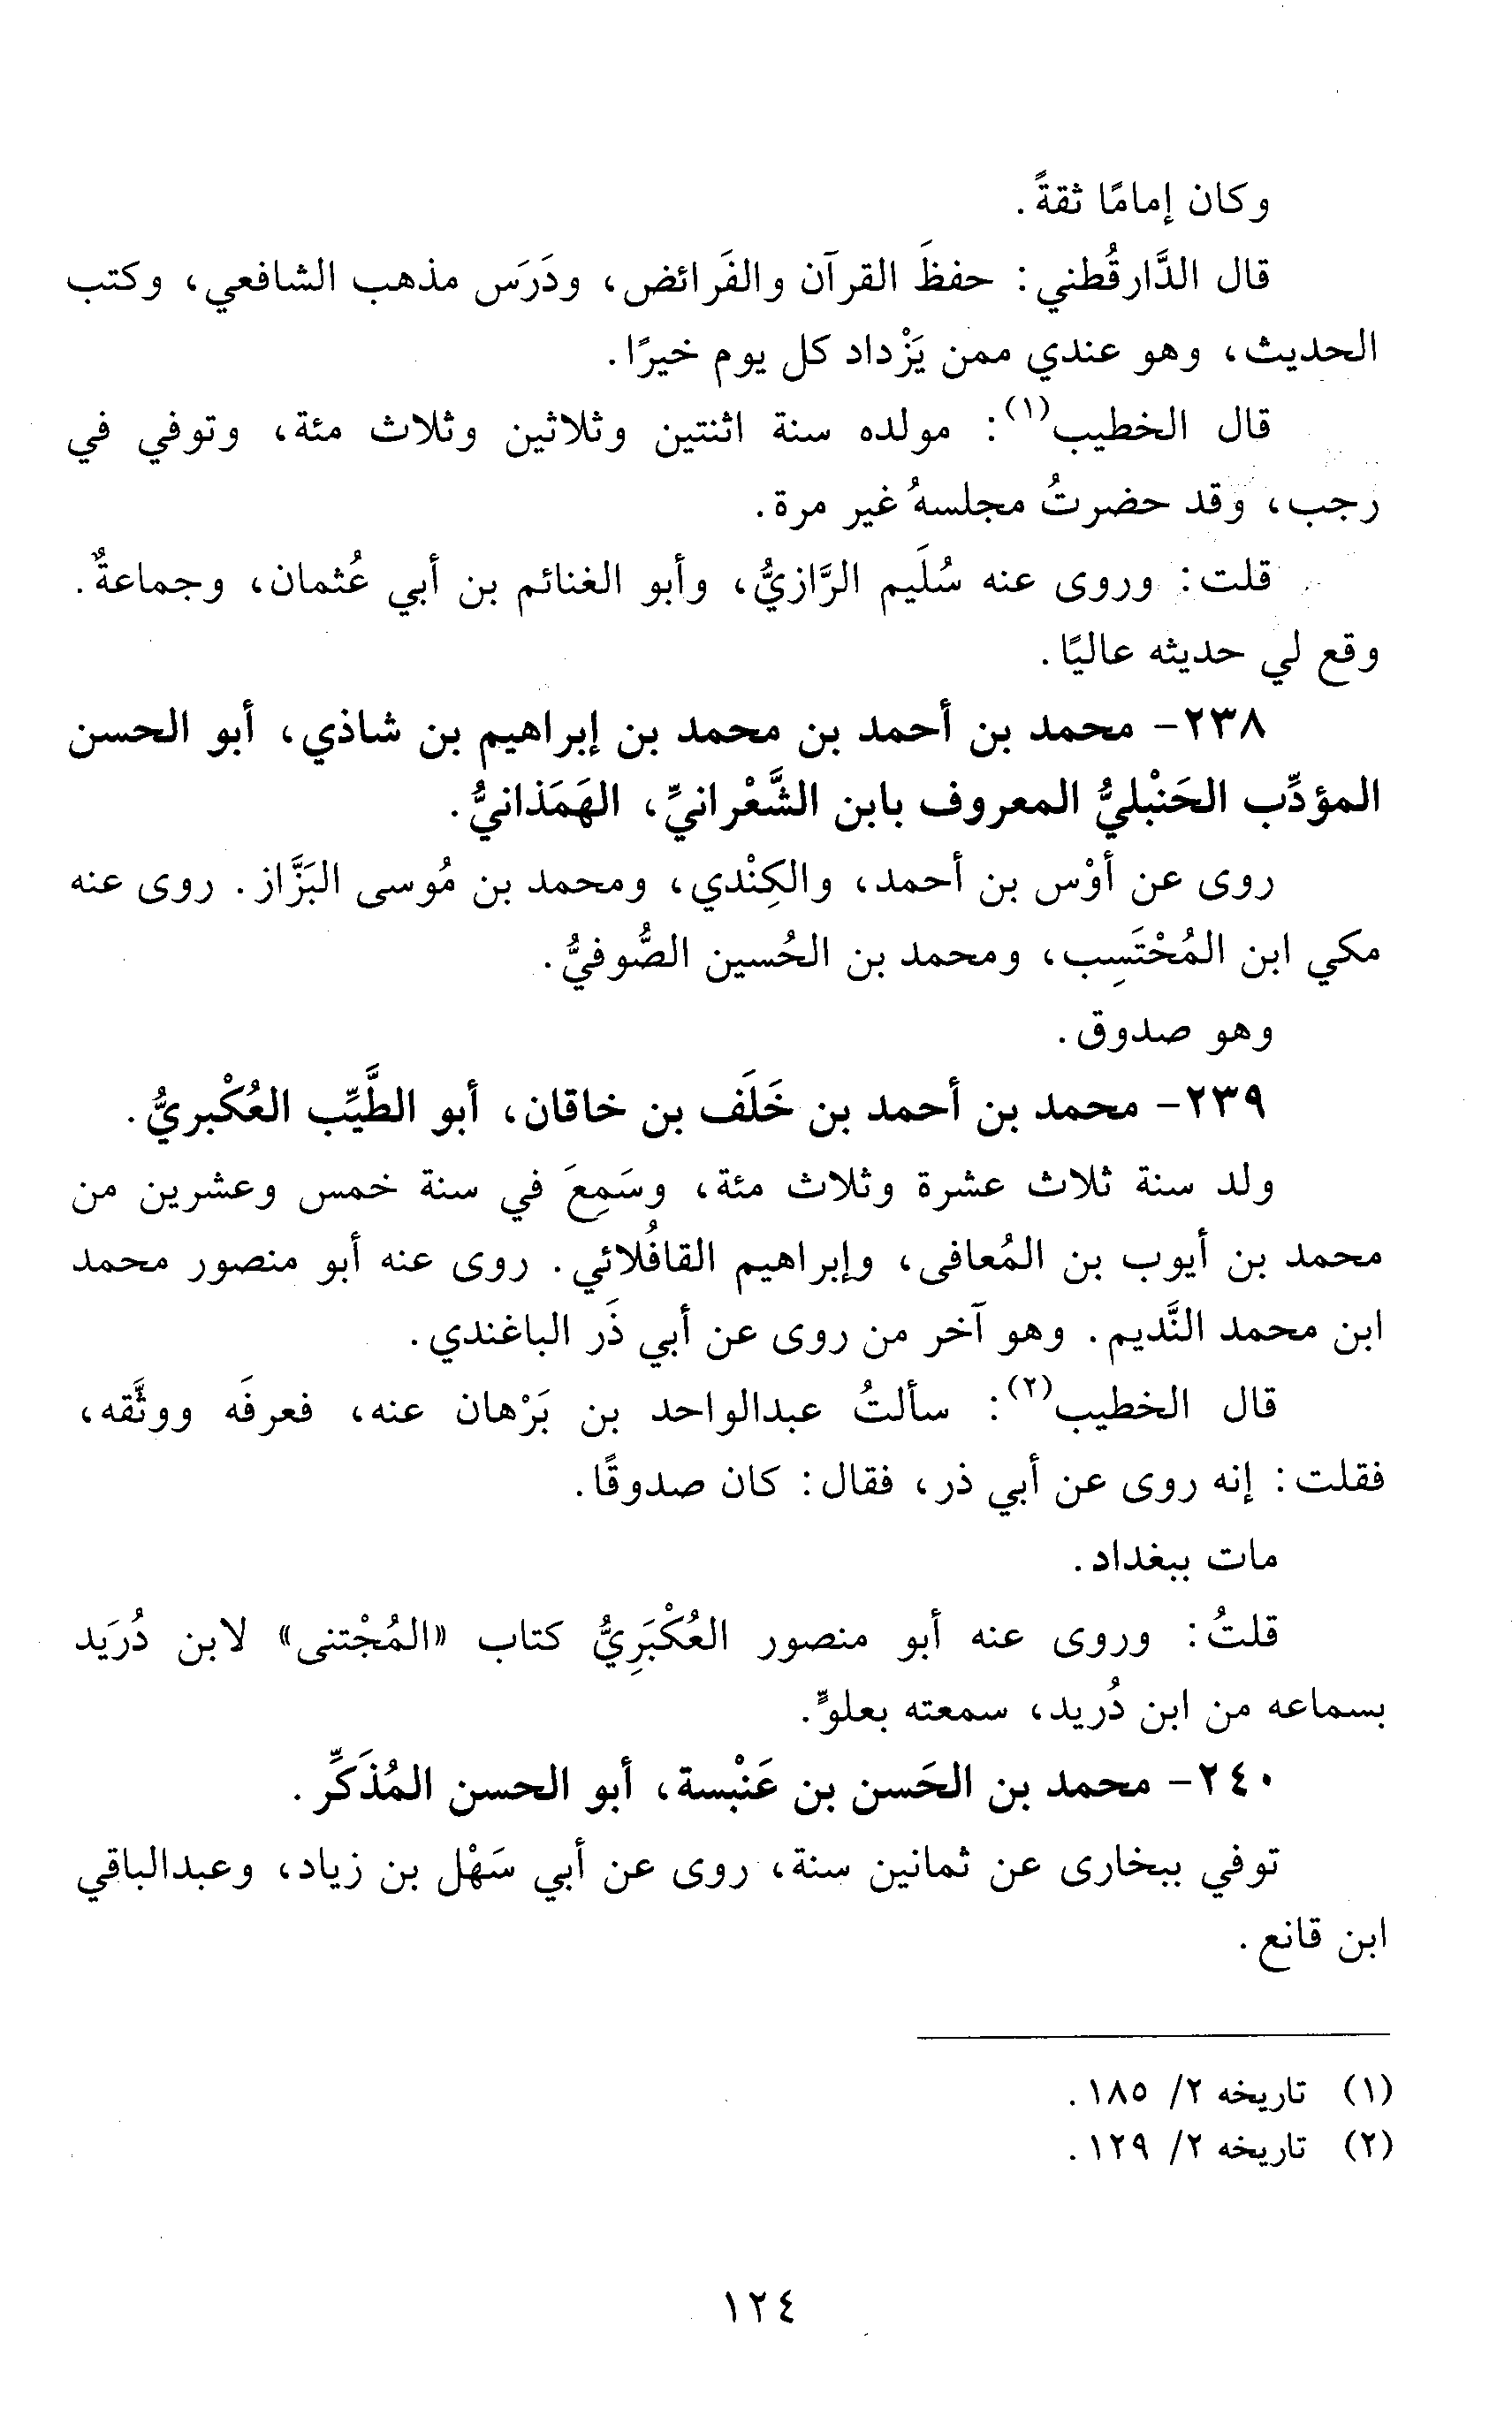 وكان إمامًا ثقةً.
قال الدَّارقُطني: حفظَ القرآن والفَرائض، ودَرَس مذهب الشافعي، وكتب
الحديث، وهو عندي ممن يَزْداد كل يوم خيرًا.
قال الخطيب(١): مولده سنة اثنتين وثلاثين وثلاث مئة، وتوفي في
رجب، وقد حضرتُ مجلسهُ غير مرة.
قلت: وروى عنه سُلَيم الرَّازيُّ، وأبو الغنائم بن أبي عُثمان، وجماعةٌ.
وقع لي حديثه عاليًا.
٢٣٨- محمد بن أحمد بن محمد بن إبراهيم بن شاذي، أبو الحسن
المؤدِّب الحَنْبليُّ المعروف بابن الشَّعْرانيِّ، الهَمَذانيُّ.
روى عن أوْس بن أحمد، والكِنْدي، ومحمد بن مُوسى البَزَّاز. روى عنه
مكي ابن المُحْتَسِب، ومحمد بن الحُسين الصُّوفيُّ.
وهو صدوق.
٢٣٩- محمد بن أحمد بن خَلَف بن خاقان، أبو الطَّيِّب العُكْبريُّ.
ولد سنة ثلاث عشرة وثلاث مئة، وسَمِعَ في سنة خمس وعشرين من
محمد بن أيوب بن المُعافى، وإبراهيم القافُلائي. روى عنه أبو منصور محمد
ابن محمد النَّديم. وهو آخر من روى عن أبي ذَر الباغندي.
قال الخطيب(٢): سألتُ عبدالواحد بن بَرْهان عنه، فعرفَه ووثَّقه،
فقلت: إنه روى عن أبي ذر، فقال: كان صدوقًا.
مات ببغداد.
قلتُ: وروى عنه أبو منصور العُكْبَرِيُّ كتاب «المُجْتنى» لابن دُرَيد
بسماعه من ابن دُريد، سمعته بعلوٍّ.
٢٤٠- محمد بن الحَسن بن عَنْبسة، أبو الحسن المُذَكِّر.
توفي ببخارى عن ثمانين سنة، روى عن أبي سَهْل بن زياد، وعبدالباقي
ابن قانع.
(١) تاريخه ٢/ ١٨٥.
(٢) تاريخه ٢/ ١٢٩.
١٢٤